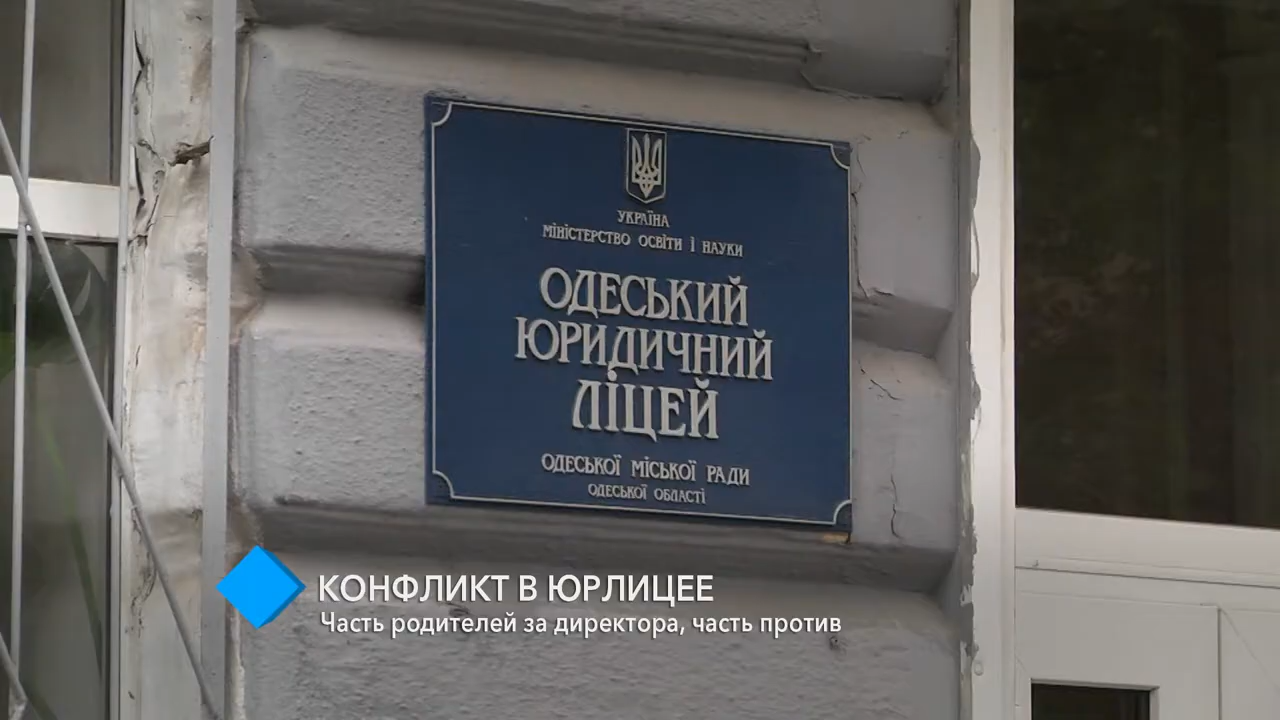 УКРАЇНА
МІНІСТЕРСТВО ОСВІТИ І НАУКИ
ОДЕСЬКИЙ
ЮРИДИЧНИЙ
ЛІЦЕЙ
ОДЕСЬКОЇ МІСЬКОЇ РАДИ
ОДЕСЬКОЇ ОБЛАСТІ
КОНФЛИКТ В ЮРЛИЦЕЕ
Часть родителей за директора, часть против